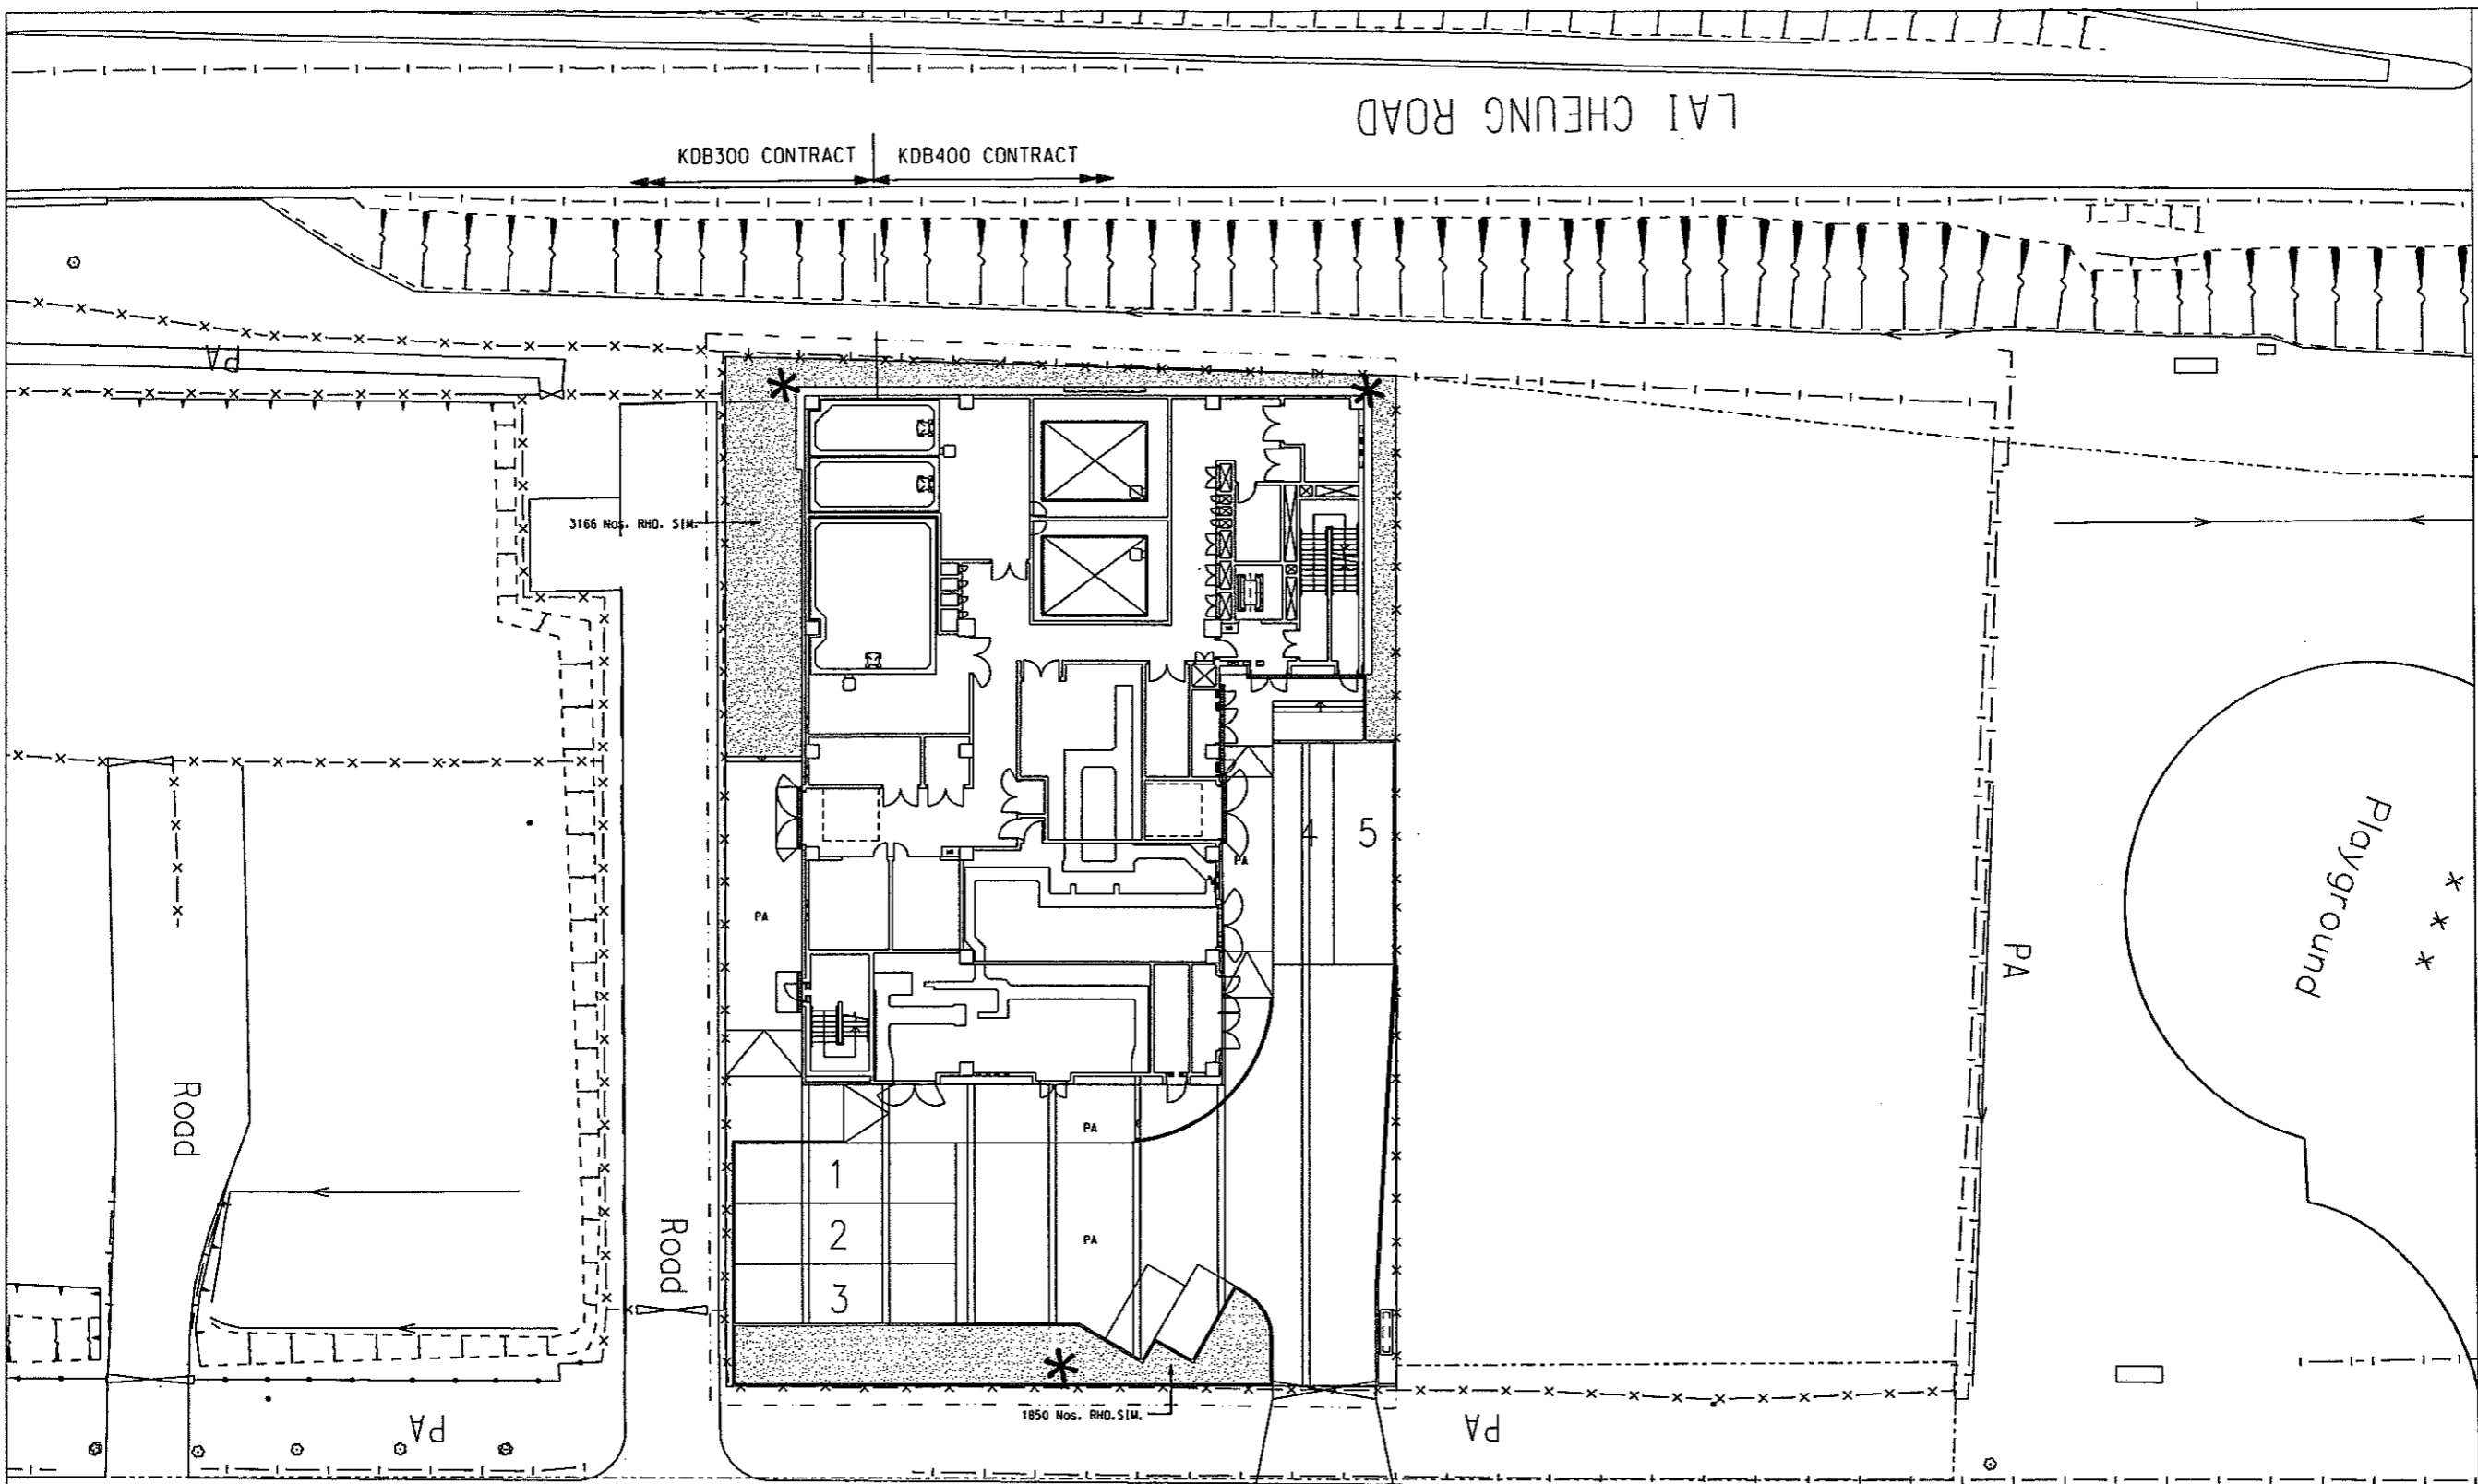 LAI CHEUNG ROAD
KDB300 CONTRACT
KDB400 CONTRACT
PA
3166 Nos. RHO. SIM.
4
5
Playground
PA
PA
PA
Road
PA
1
2
3
PA
Road
1850 Nos. RHO.SIM.
PA
PA